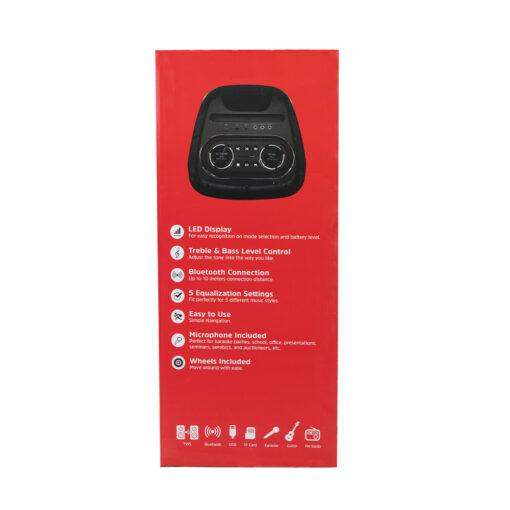 LED Display
For easy recognition on mode selection and battery level.
Treble & Bass Level Control
Adjust the tone into the way you like.
Bluetooth Connection
Up to 10 meters connection distance.
5 Equalization Settings
Fit perfectly for 5 different music styles.
Easy to Use
Simple Navigation.
Microphone Included
Perfect for karaoke parties, school, office, presentations,
seminars, aerobics, and auctioneers, etc.
Wheels Included
Move around with ease.
TWS Bluetooth USB TF Card Karaoke Guitar FM Radio